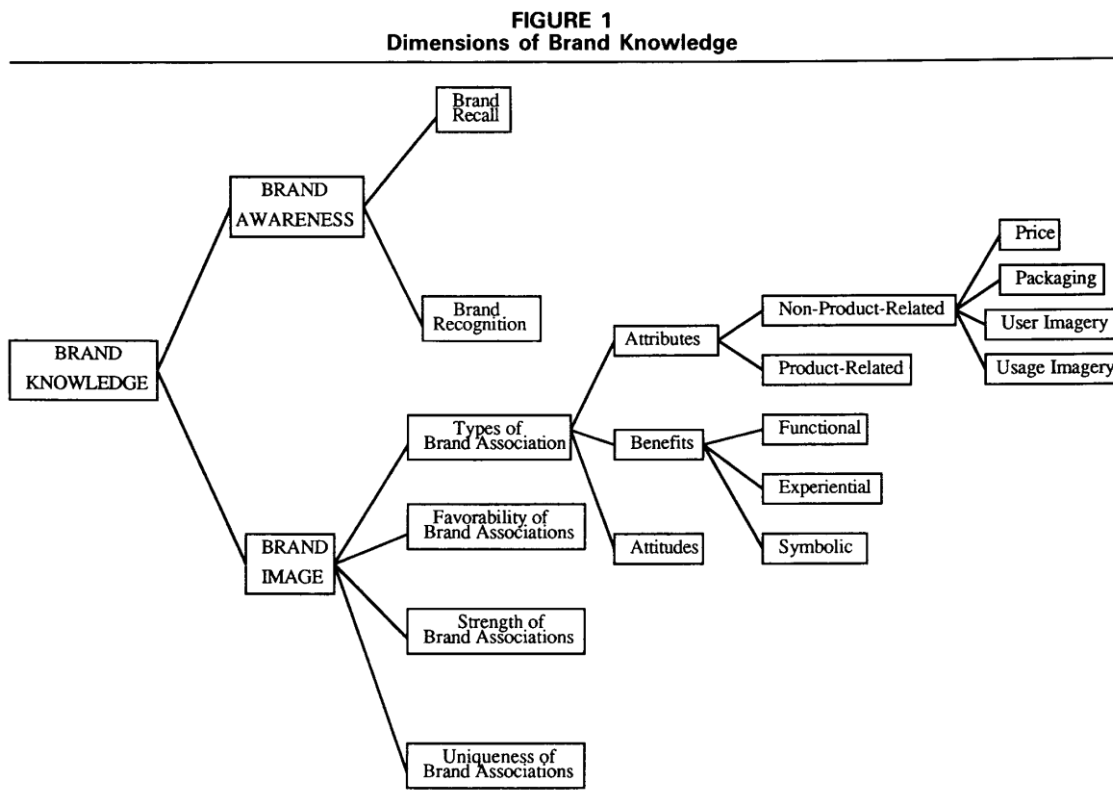 FIGURE 1
Dimensions of Brand Knowledge
Brand
Recall
BRAND
AWARENESS
Brand
Recognition
BRAND
KNOWLEDGE
BRAND
IMAGE
Types of
Brand Association
Favorability of
Brand Associations
Strength of
Brand Associations
Uniqueness of
Brand Associations
Attributes
Benefits
Attitudes
Non-Product-Related
Product-Related
Functional
Experiential
Symbolic
Price
Packaging
User Imagery
Usage Imagery